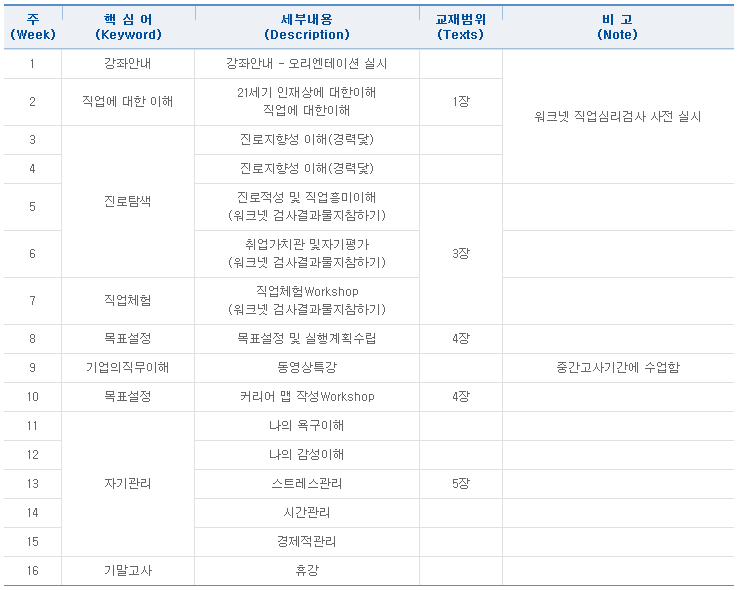 주 핵 심 어 세부내용 교재범위 비 고
(Week) (Keyword) (Description) (Texts) (Note)
1 강좌안내 강좌안내 - 오리엔테이션 실시
2 직업에 대한 이해 21세기 인재상에 대한이해 1장
직업에 대한이해
워크넷 직업심리검사 사전 실시
3 진로지향성 이해(경력닻)
4 진로지향성 이해(경력닻)
진로탐색
5 진로적성 및 직업흥미이해
(워크넷 검사결과물지참하기)
6 취업가치관 및자기평가 3장
(워크넷 검사결과물지참하기)
7 직업체험 직업체험Workshop
(워크넷 검사결과물지참하기)
8 목표설정 목표설정 및 실행계획수립 4장
9 기업의직무이해 동영상특강 중간고사기간에 수업함
10 목표설정 커리어 맵 작성Workshop 4장
11 나의 욕구이해
12 나의 감성이해
13 자기관리 스트레스관리 5장
14 시간관리
15 경제적관리
16 기말고사 휴강